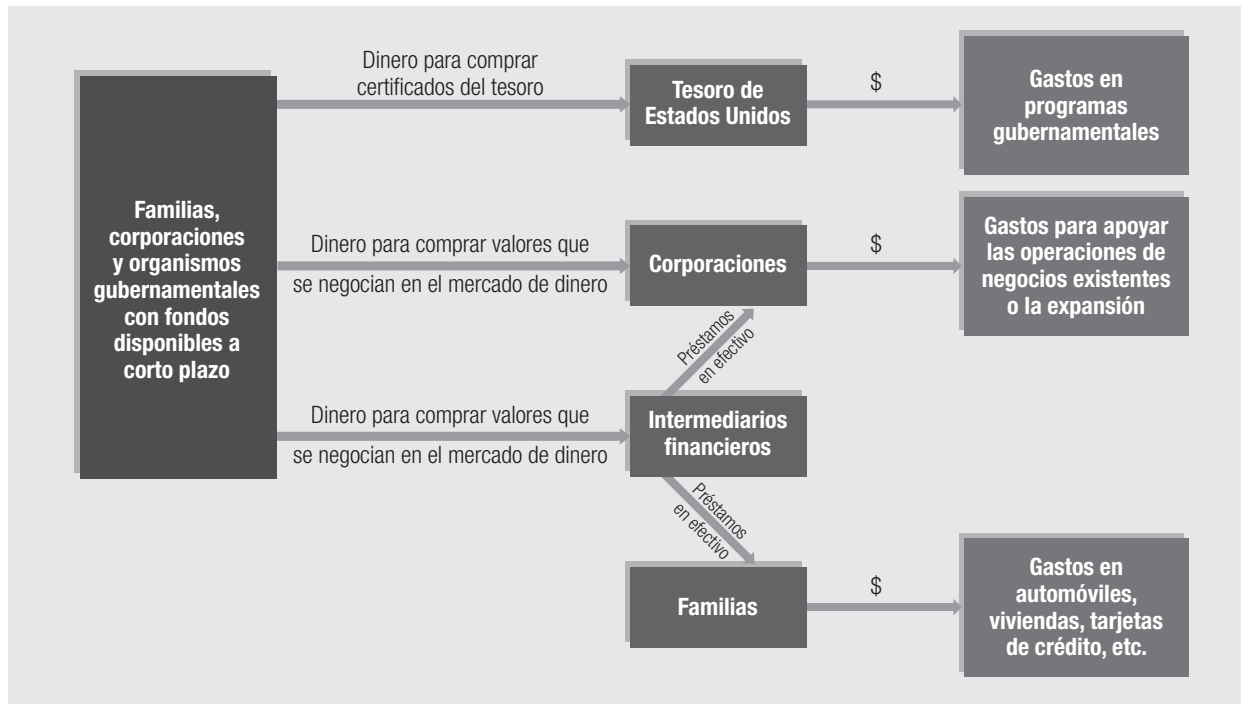 Dinero para comprar
certificados del tesoro
Tesoro de
Estados Unidos
$
Gastos en
programas
gubernamentales
Familias,
corporaciones
y organismos
gubernamentales
con fondos
disponibles a
corto plazo
Dinero para comprar valores que
se negocian en el mercado de dinero
Corporaciones
$
Gastos para apoyar
las operaciones de
negocios existentes
o la expansión
Préstamos
en efectivo
Dinero para comprar valores que
se negocian en el mercado de dinero
Intermediarios
financieros
Préstamos
en efectivo
Familias
$
Gastos en
automóviles,
viviendas, tarjetas
de crédito, etc.